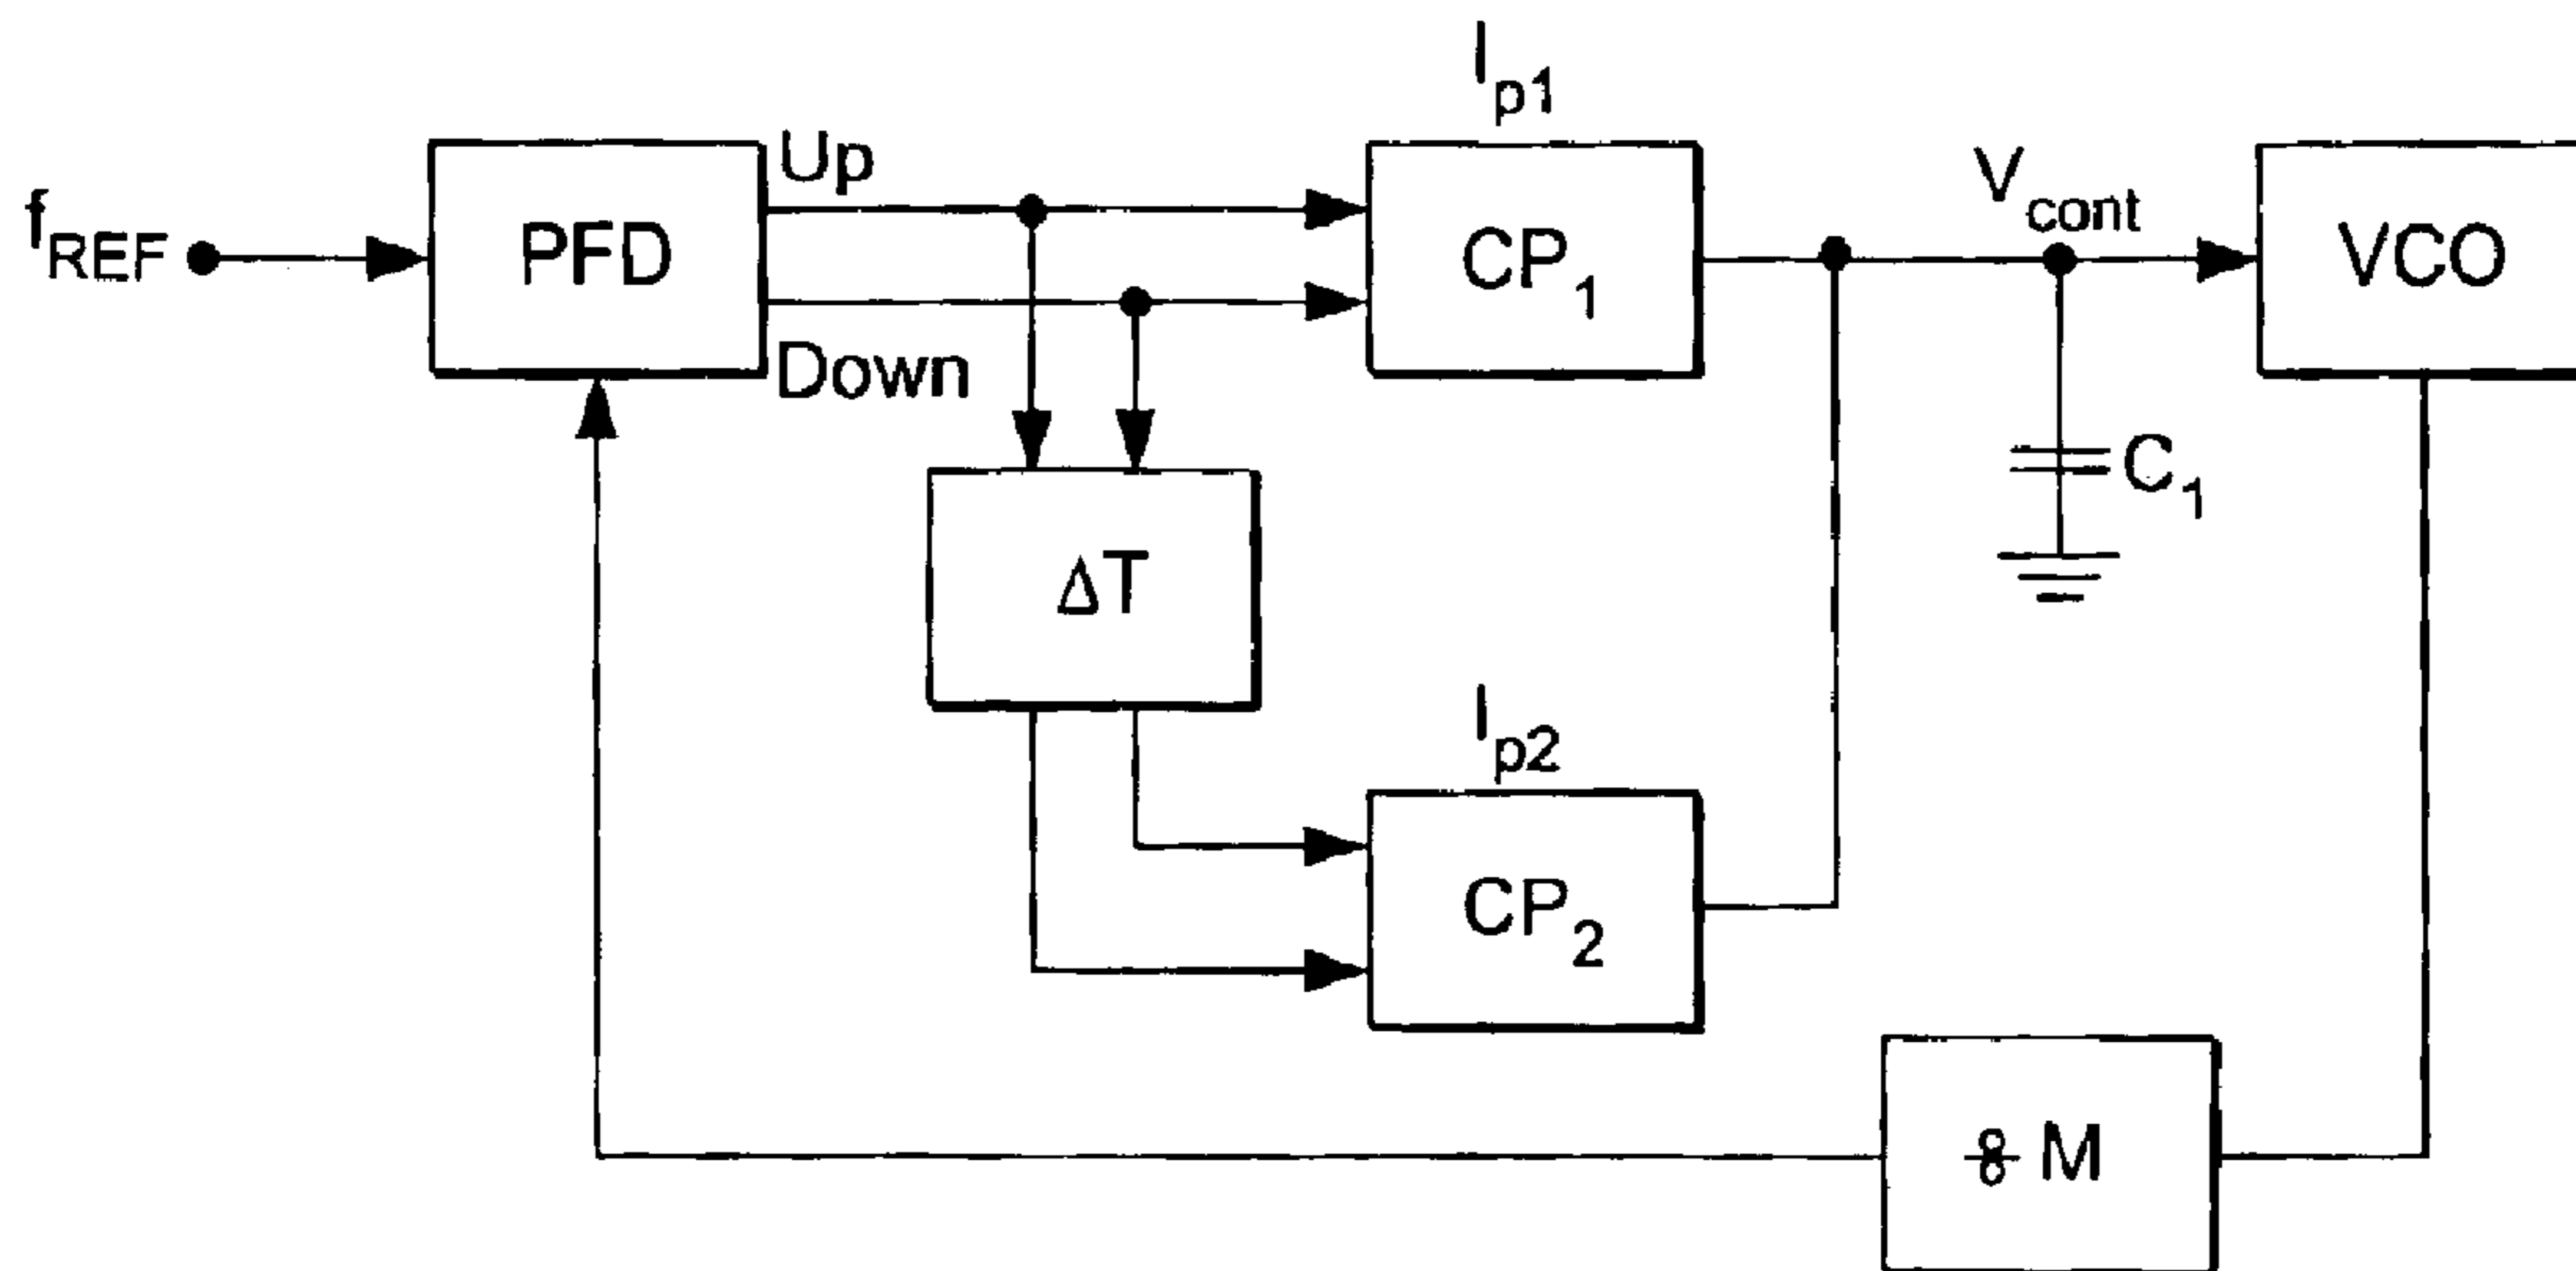 I_p1
f_REF
PFD
Up
Down
CP_1
V_cont
VCO
C_1
ΔT
I_p2
CP_2
÷ M